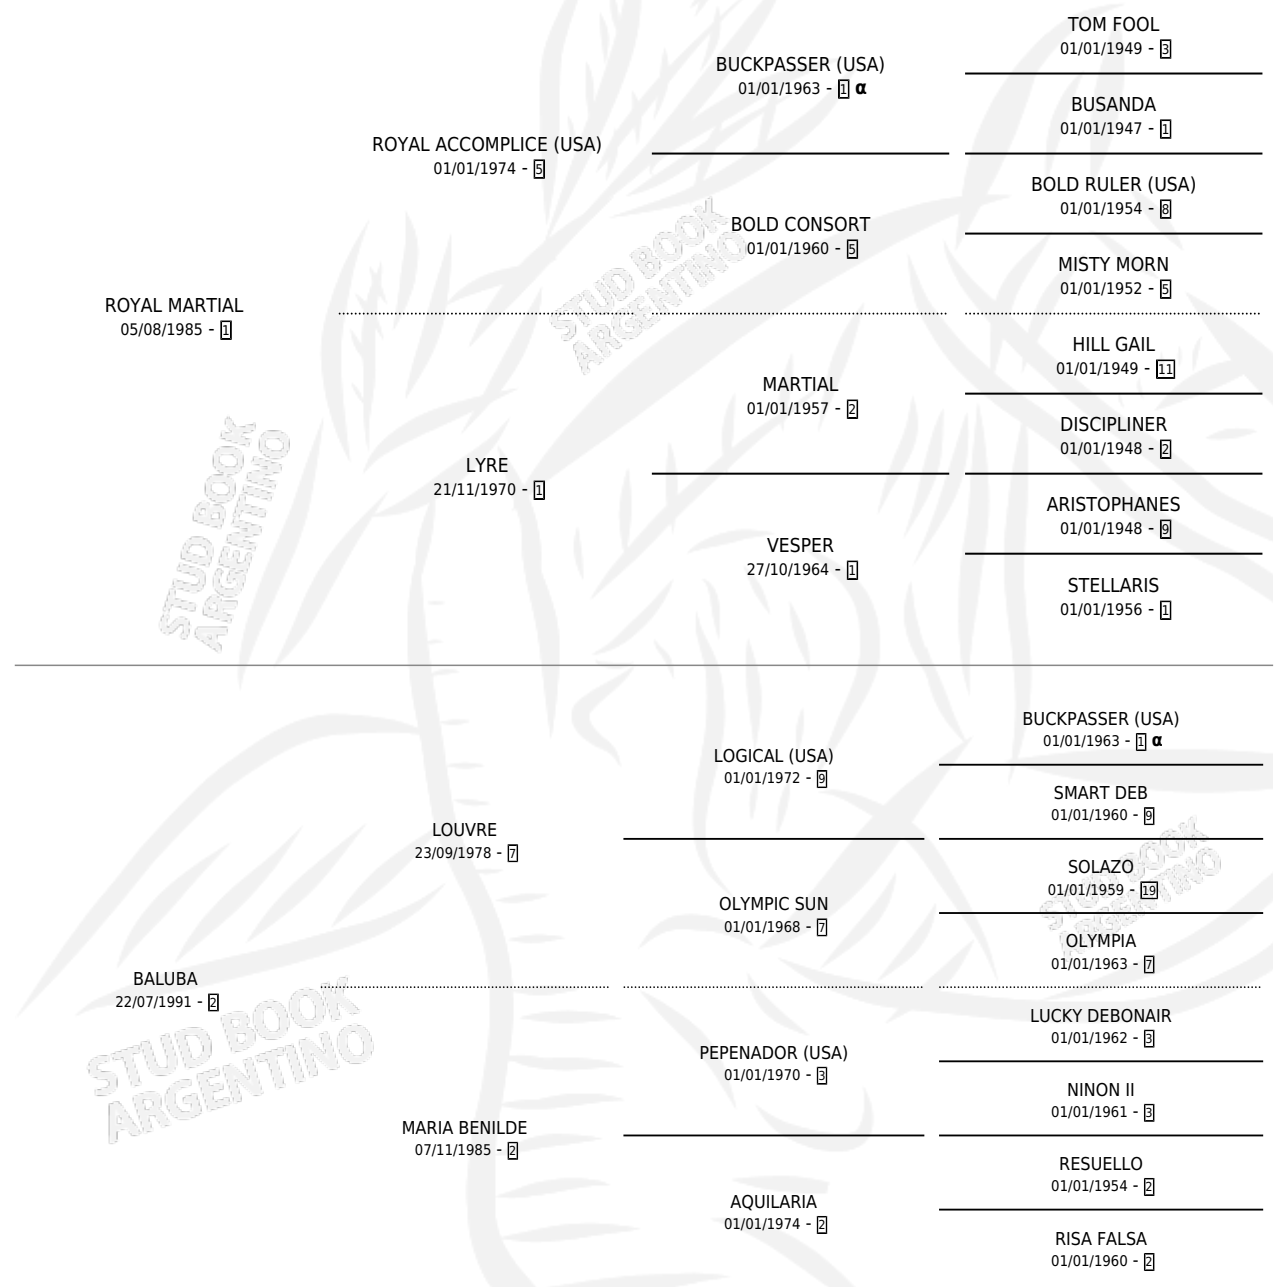 TOM FOOL
01/01/1949 - 3
BUCKPASSER (USA)
01/01/1963 - 1 α
BUSANDA
01/01/1947 - 1
ROYAL ACCOMPLICE (USA)
01/01/1974 - 5
BOLD RULER (USA)
01/01/1954 - 8
BOLD CONSORT
01/01/1960 - 5
MISTY MORN
01/01/1952 - 5
ROYAL MARTIAL
05/08/1985 - 1
HILL GAIL
01/01/1949 - 11
MARTIAL
01/01/1957 - 2
DISCIPLINER
01/01/1948 - 2
LYRE
21/11/1970 - 1
ARISTOPHANES
01/01/1948 - 9
VESPER
27/10/1964 - 1
STELLARIS
01/01/1956 - 1
STUD BOOK
ARGENTINO
STUD BOOK
ARGENTINO
BUCKPASSER (USA)
01/01/1963 - 1 α
LOGICAL (USA)
01/01/1972 - 9
SMART DEB
01/01/1960 - 9
LOUVRE
23/09/1978 - 7
SOLAZO
01/01/1959 - 19
OLYMPIC SUN
01/01/1968 - 7
OLYMPIA
01/01/1963 - 7
BALUBA
22/07/1991 - 2
LUCKY DEBONAIR
01/01/1962 - 3
PEPENADOR (USA)
01/01/1970 - 3
NINON II
01/01/1961 - 3
MARIA BENILDE
07/11/1985 - 2
RESUELLO
01/01/1954 - 2
AQUILARIA
01/01/1974 - 2
RISA FALSA
01/01/1960 - 2
STUD BOOK
ARGENTINO
STUD BOOK
ARGENTINO